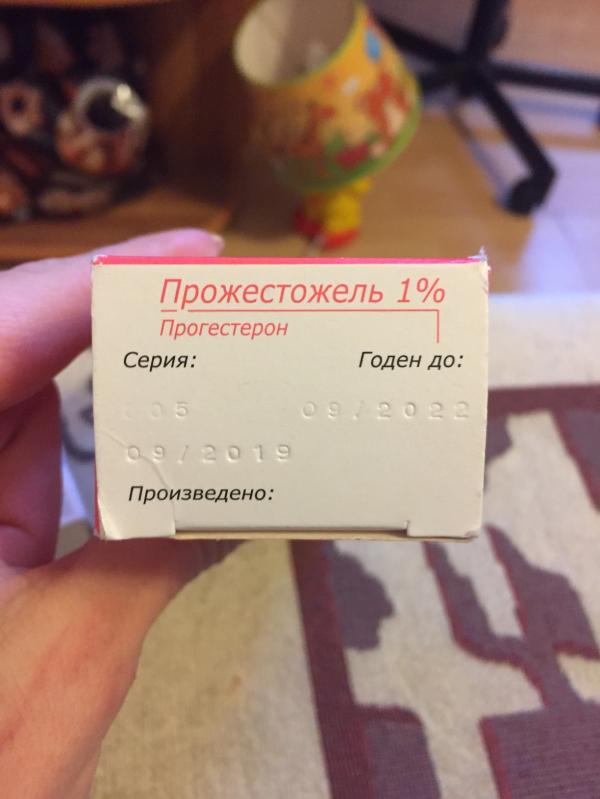 Прожестожель 1%
Прогестерон
Серия: Годен до:
09/2022
09/2019
Произведено: